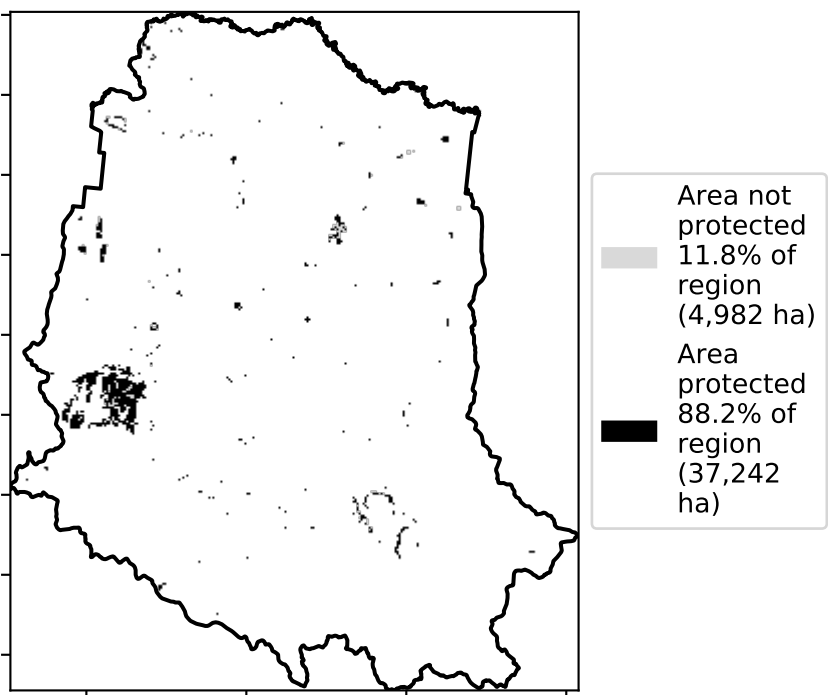 Area not
protected
11.8% of
region
(4,982 ha)
Area
protected
88.2% of
region
(37,242
ha)